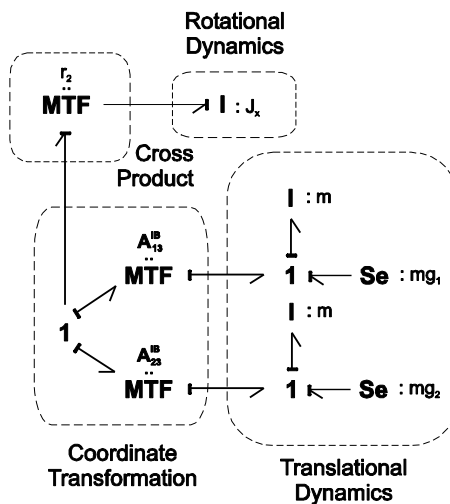 Rotational
Dynamics
r₂
MTF
I : Jₓ
Cross
Product
I : m
A₁₃ᴵᴮ
MTF
1
Se : mg₁
I : m
1
A₂₃ᴵᴮ
MTF
1
Se : mg₂
Coordinate
Transformation
Translational
Dynamics